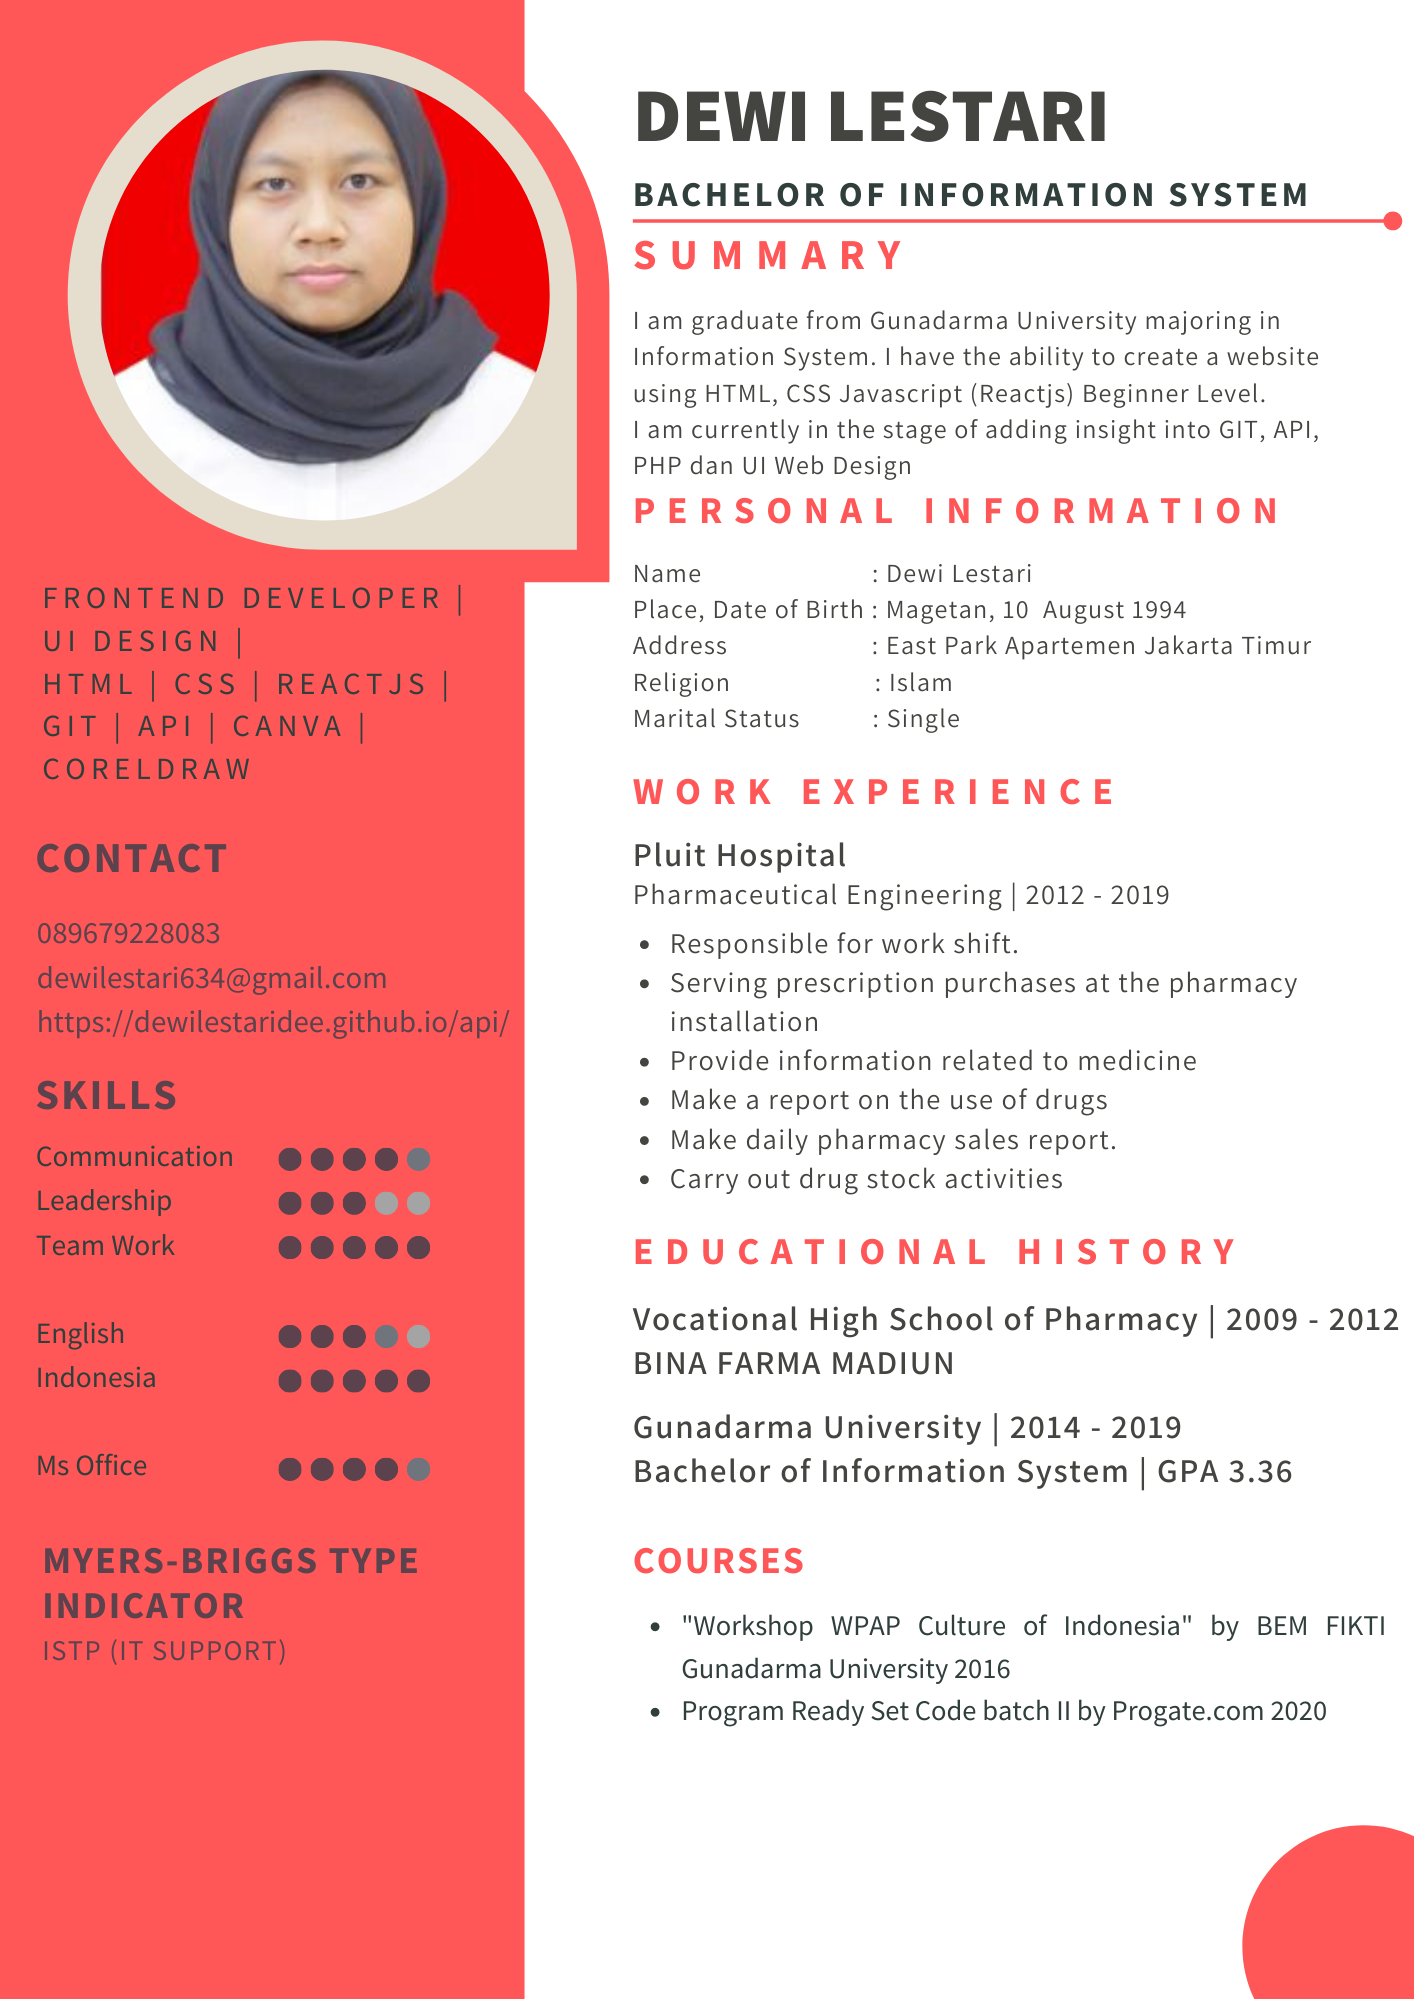 FRONTEND DEVELOPER |
UI DESIGN |
HTML | CSS | REACTJS |
GIT | API | CANVA |
CORELDRAW
CONTACT
089679228083
dewilestari634@gmail.com
https://dewilestaridee.github.io/api/
SKILLS
Communication
Leadership
Team Work
English
Indonesia
Ms Office
MYERS-BRIGGS TYPE
INDICATOR
ISTP (IT SUPPORT)
DEWI LESTARI
BACHELOR OF INFORMATION SYSTEM
SUMMARY
I am graduate from Gunadarma University majoring in
Information System. I have the ability to create a website
using HTML, CSS Javascript (Reactjs) Beginner Level.
I am currently in the stage of adding insight into GIT, API,
PHP dan UI Web Design
PERSONAL INFORMATION
Name : Dewi Lestari
Place, Date of Birth : Magetan, 10 August 1994
Address : East Park Apartemen Jakarta Timur
Religion : Islam
Marital Status : Single
WORK EXPERIENCE
Pluit Hospital
Pharmaceutical Engineering | 2012 - 2019
• Responsible for work shift.
• Serving prescription purchases at the pharmacy
installation
• Provide information related to medicine
• Make a report on the use of drugs
• Make daily pharmacy sales report.
• Carry out drug stock activities
EDUCATIONAL HISTORY
Vocational High School of Pharmacy | 2009 - 2012
BINA FARMA MADIUN
Gunadarma University | 2014 - 2019
Bachelor of Information System | GPA 3.36
COURSES
• "Workshop WPAP Culture of Indonesia" by BEM FIKTI
Gunadarma University 2016
• Program Ready Set Code batch II by Progate.com 2020